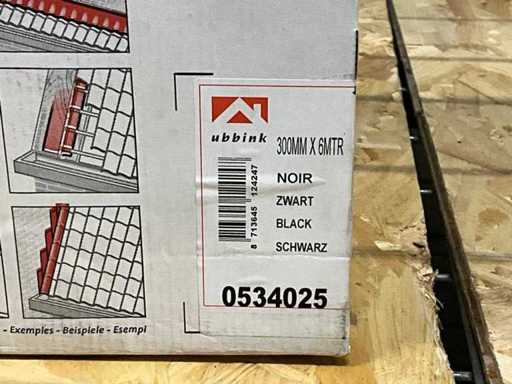 ubbink
300MM X 6MTR
8 713645 124247
NOIR
ZWART
BLACK
SCHWARZ
0534025
- Exemples - Beispiele - Esempi